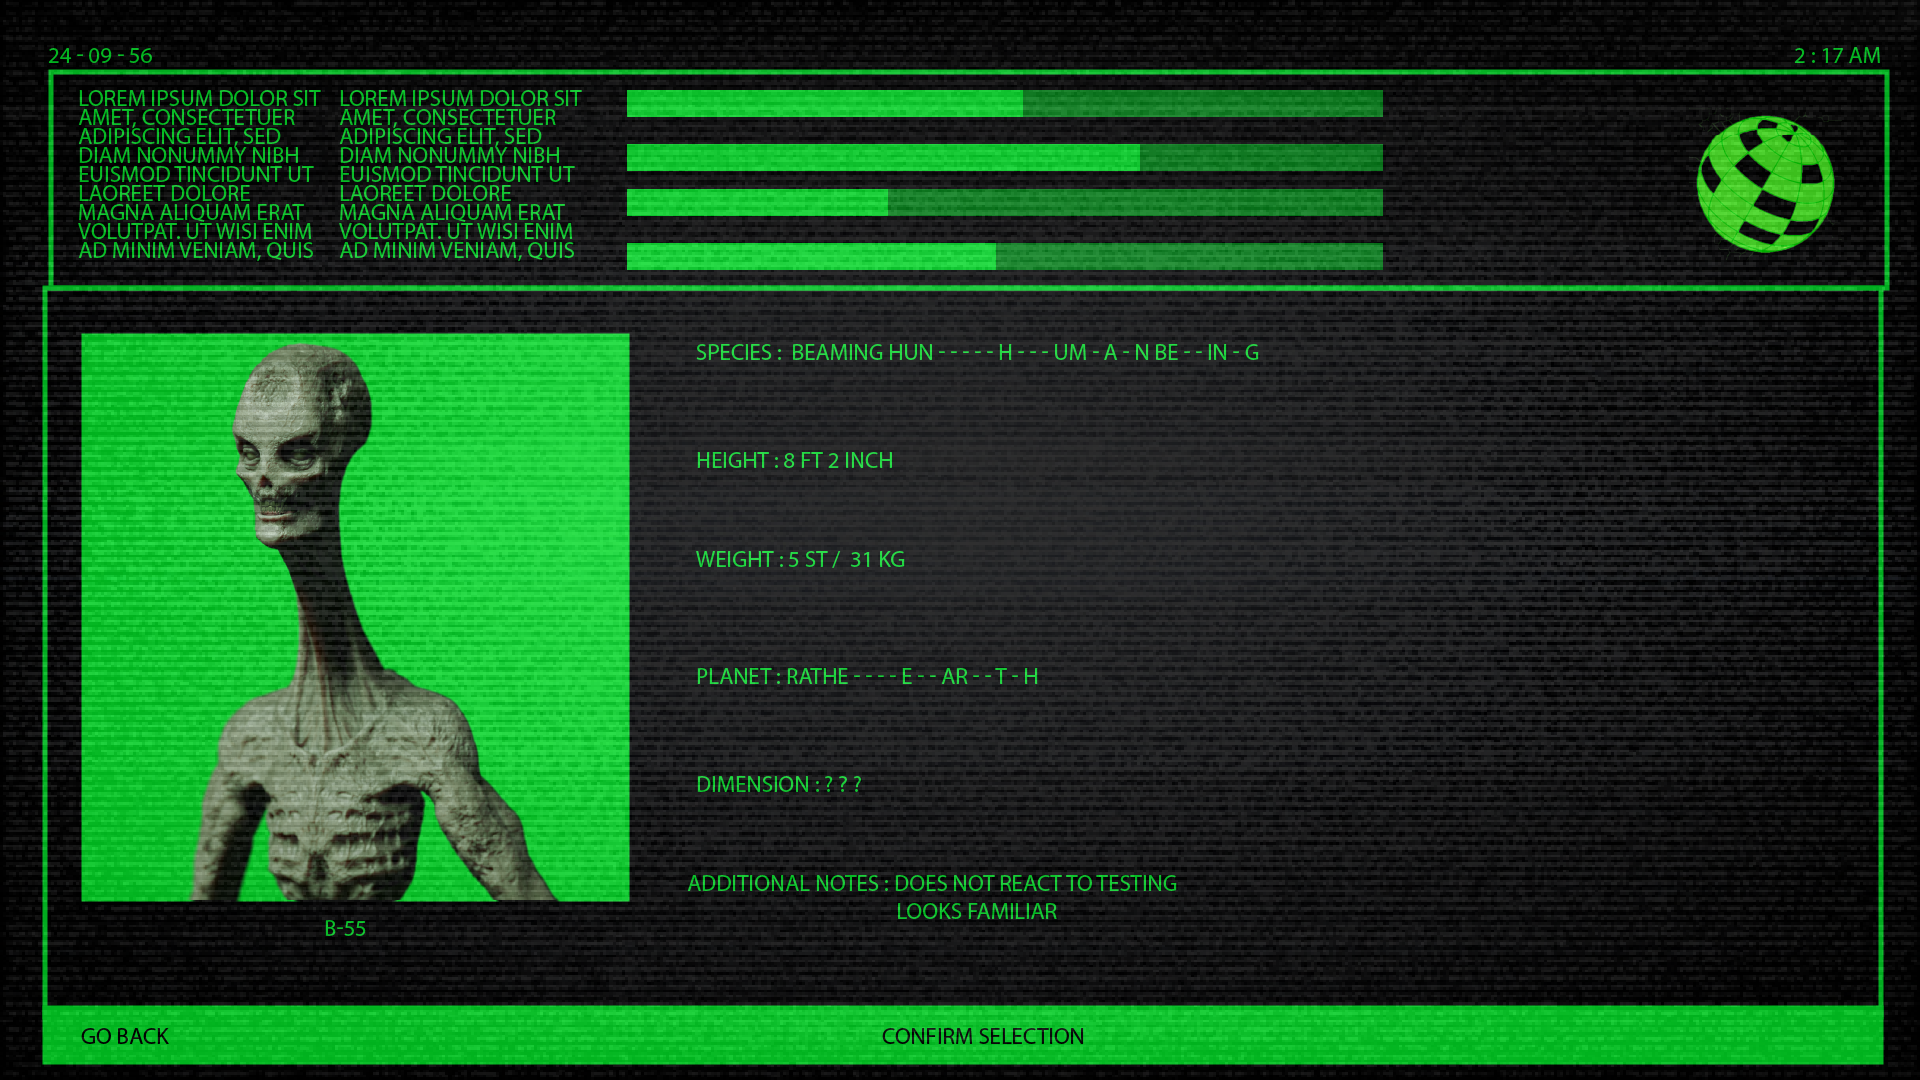 24 - 09 - 56
2 : 17 AM
LOREM IPSUM DOLOR SIT
AMET, CONSECTETUER
ADIPISCING ELIT, SED
DIAM NONUMMY NIBH
EUISMOD TINCIDUNT UT
LAOREET DOLORE
MAGNA ALIQUAM ERAT
VOLUTPAT. UT WISI ENIM
AD MINIM VENIAM, QUIS
LOREM IPSUM DOLOR SIT
AMET, CONSECTETUER
ADIPISCING ELIT, SED
DIAM NONUMMY NIBH
EUISMOD TINCIDUNT UT
LAOREET DOLORE
MAGNA ALIQUAM ERAT
VOLUTPAT. UT WISI ENIM
AD MINIM VENIAM, QUIS
SPECIES : BEAMING HUN - - - - - H - - - UM - A - N BE - - IN - G
HEIGHT : 8 FT 2 INCH
WEIGHT : 5 ST / 31 KG
PLANET : RATHE - - - - E - - AR - - T - H
DIMENSION : ? ? ?
ADDITIONAL NOTES : DOES NOT REACT TO TESTING
LOOKS FAMILIAR
B-55
GO BACK
CONFIRM SELECTION